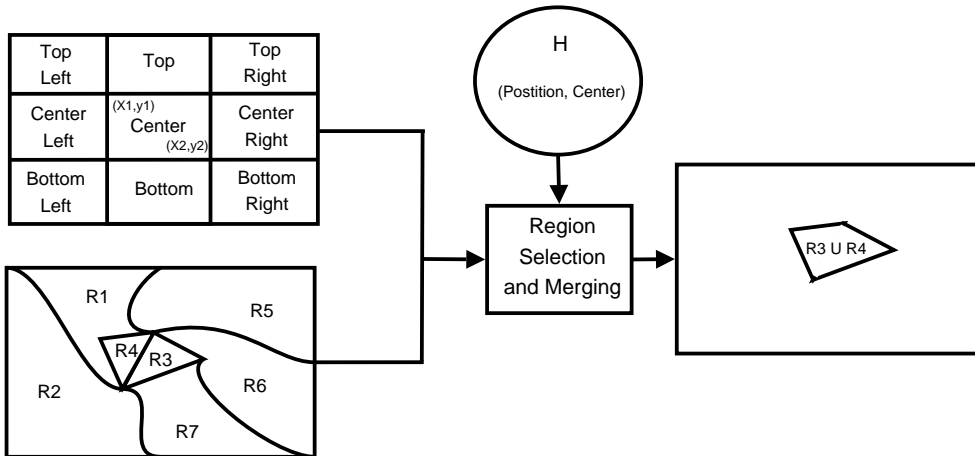 Top
Left
Top
Top
Right
Center
Left
(X1,y1)
Center
(X2,y2)
Center
Right
Bottom
Left
Bottom
Bottom
Right
H
(Postition, Center)
Region
Selection
and Merging
R3 U R4
R1
R5
R4
R3
R2
R6
R7